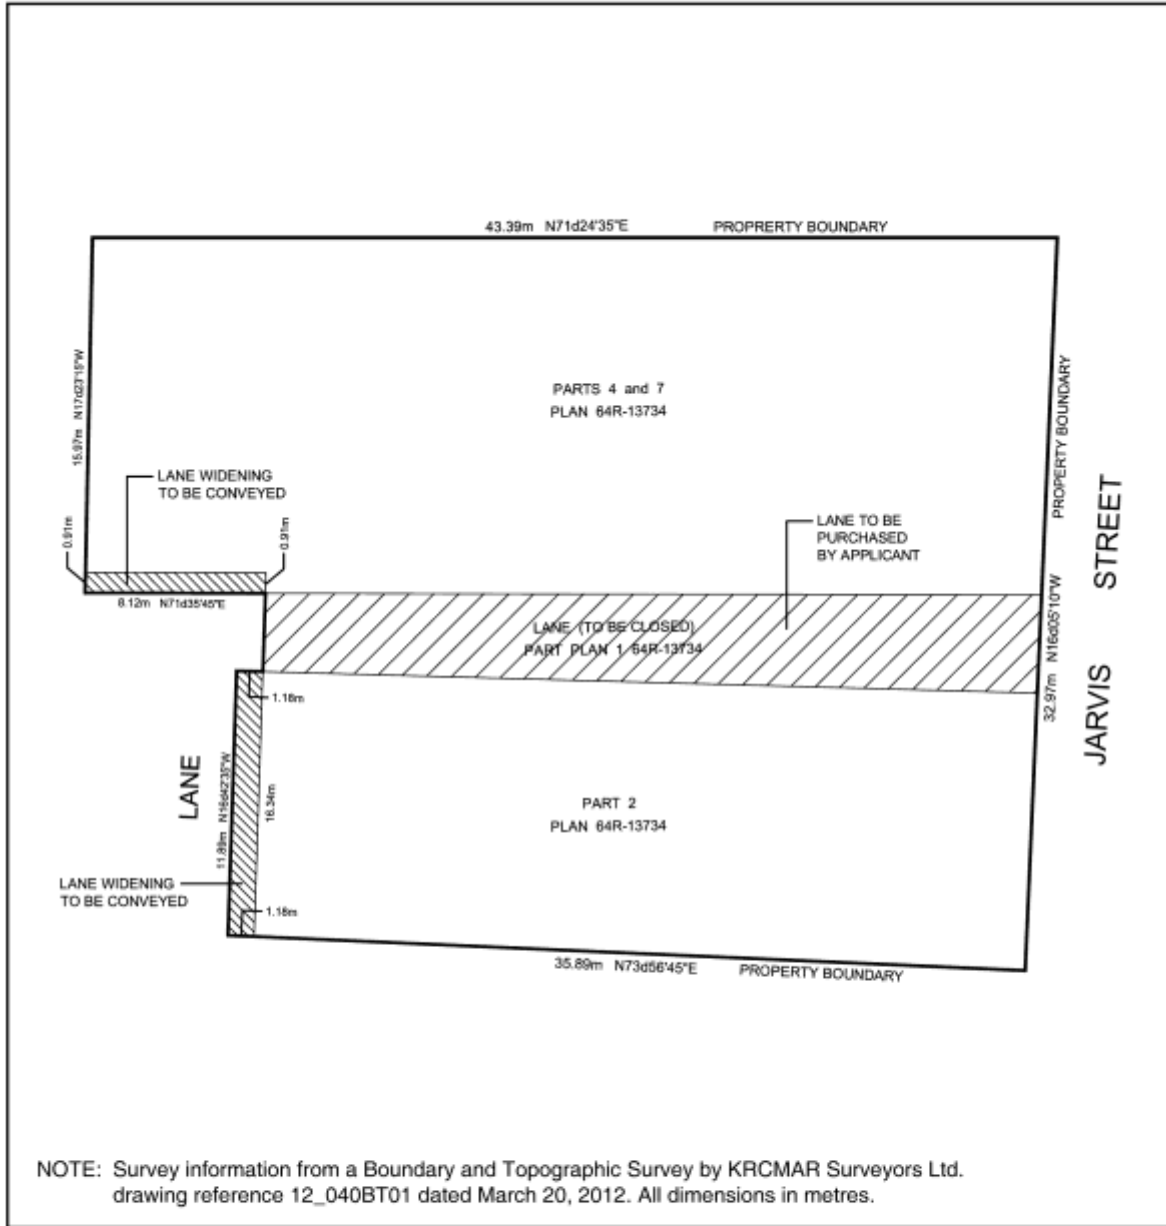 43.39m N71d24'35"E PROPRERTY BOUNDARY
15.97m N17d23'15"W
PARTS 4 and 7
PLAN 64R-13734
PROPERTY BOUNDARY
LANE WIDENING
TO BE CONVEYED
0.91m
0.91m
LANE TO BE
PURCHASED
BY APPLICANT
STREET
8.12m N71d35'45"E
LANE (TO BE CLOSED)
PART PLAN 1 64R-13734
32.97m N16d05'10"W
JARVIS
1.18m
LANE
11.89m N16d42'35"W
16.34m
PART 2
PLAN 64R-13734
LANE WIDENING
TO BE CONVEYED
1.18m
35.89m N73d56'45"E PROPERTY BOUNDARY
NOTE: Survey information from a Boundary and Topographic Survey by KRCMAR Surveyors Ltd.
drawing reference 12_040BT01 dated March 20, 2012. All dimensions in metres.